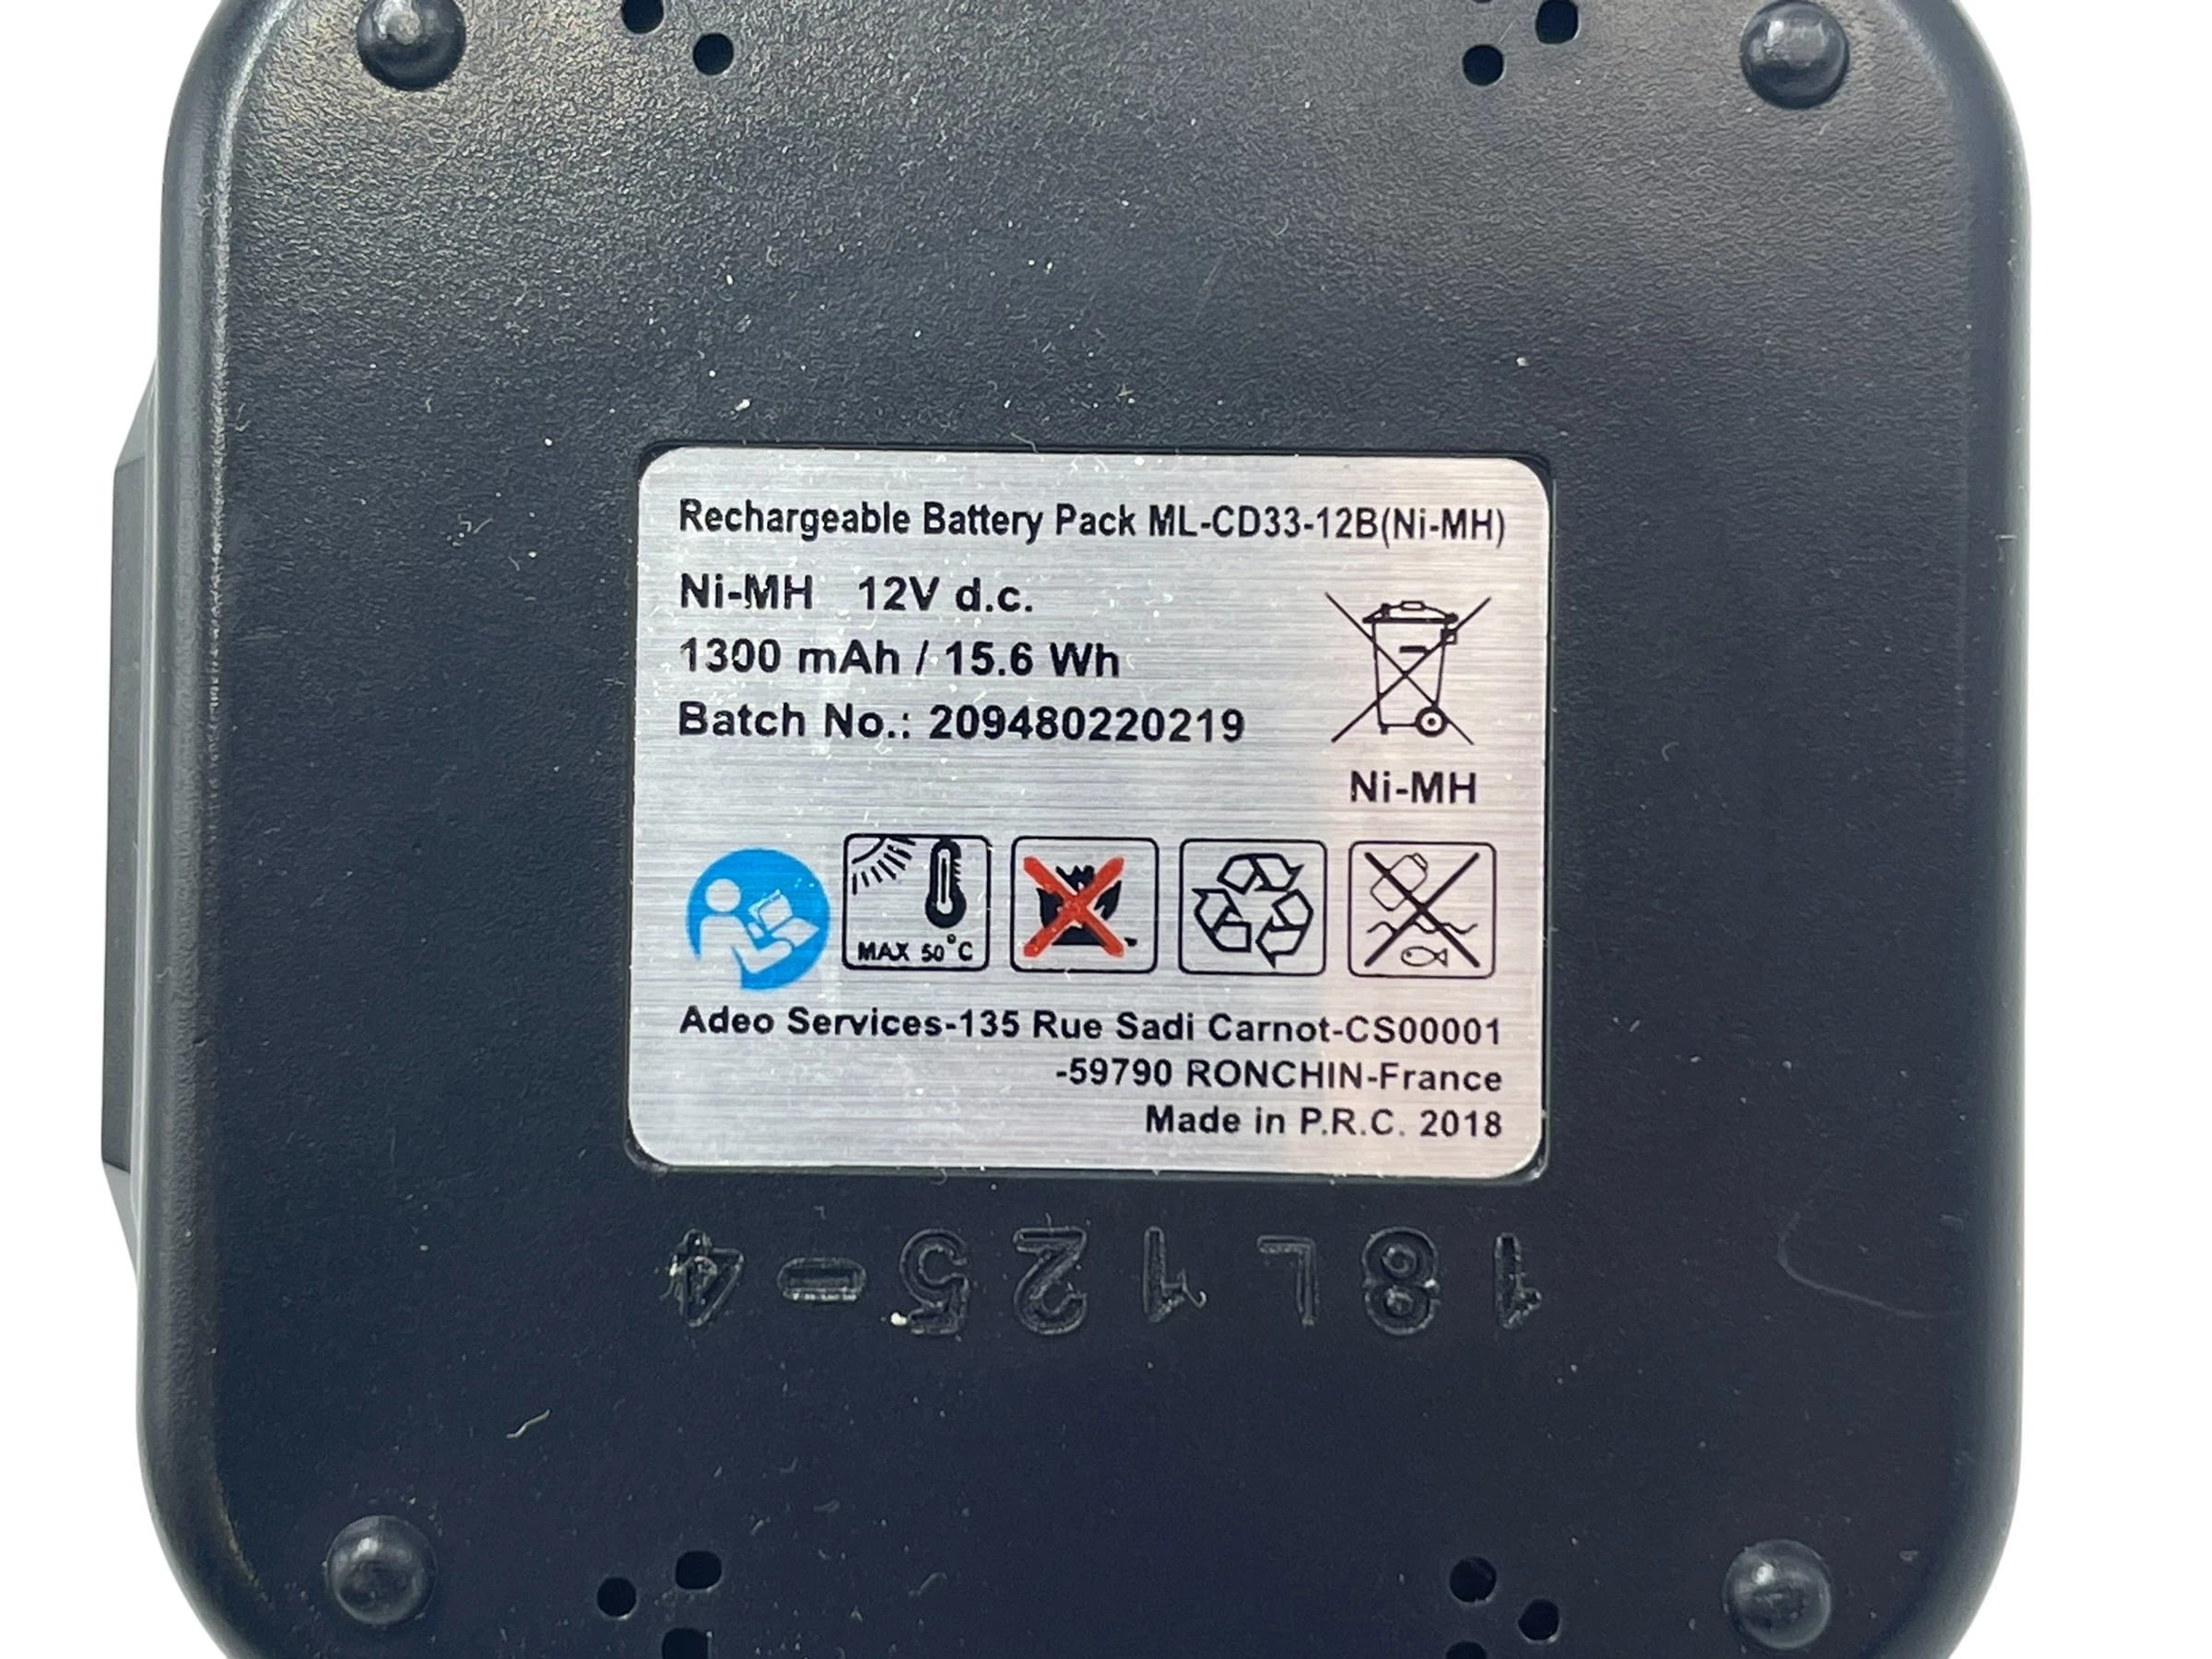 Rechargeable Battery Pack ML-CD33-12B(Ni-MH)
Ni-MH 12V d.c.
1300 mAh / 15.6 Wh
Batch No.: 209480220219
Ni-MH
MAX 50°C
Adeo Services-135 Rue Sadi Carnot-CS00001
-59790 RONCHIN-France
Made in P.R.C. 2018
18L125-4